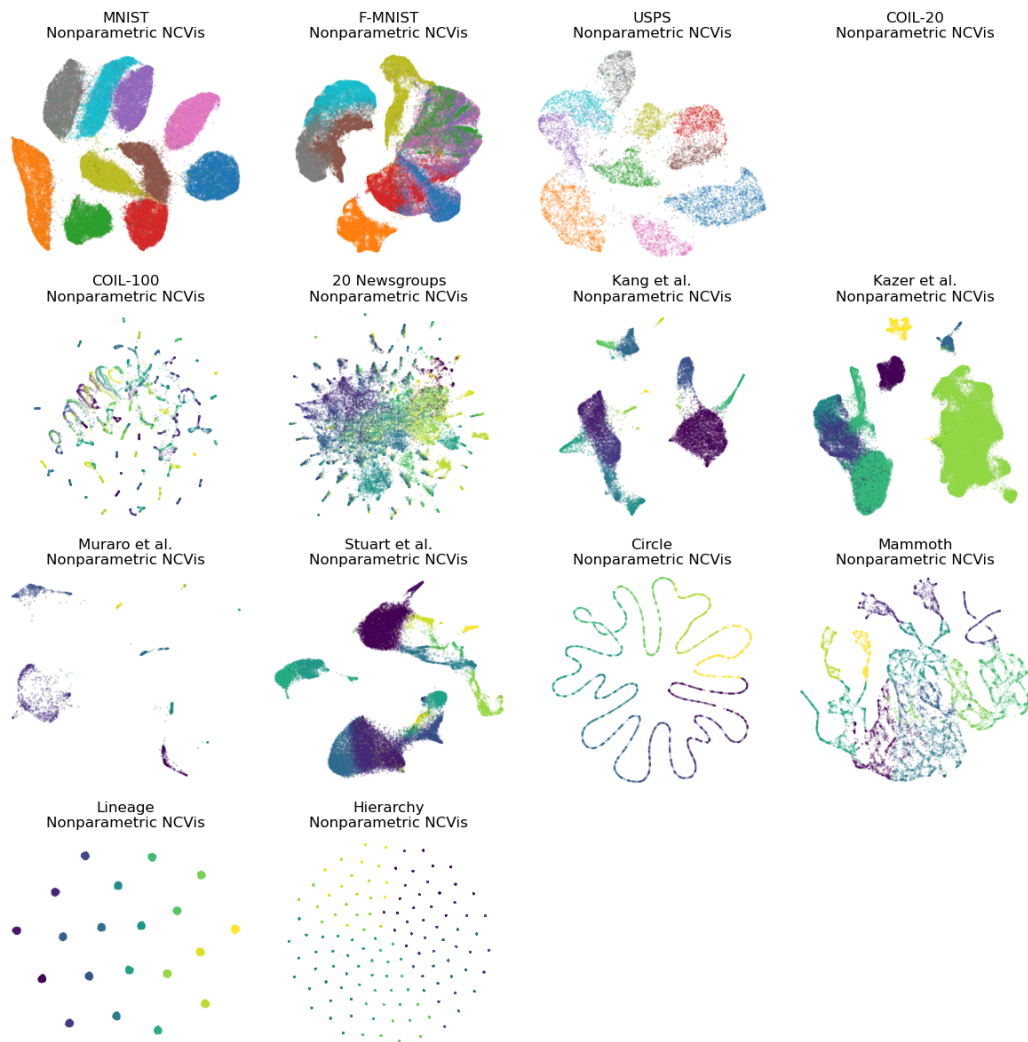 MNIST
Nonparametric NCVis
F-MNIST
Nonparametric NCVis
USPS
Nonparametric NCVis
COIL-20
Nonparametric NCVis
COIL-100
Nonparametric NCVis
20 Newsgroups
Nonparametric NCVis
Kang et al.
Nonparametric NCVis
Kazer et al.
Nonparametric NCVis
Muraro et al.
Nonparametric NCVis
Stuart et al.
Nonparametric NCVis
Circle
Nonparametric NCVis
Mammoth
Nonparametric NCVis
Lineage
Nonparametric NCVis
Hierarchy
Nonparametric NCVis